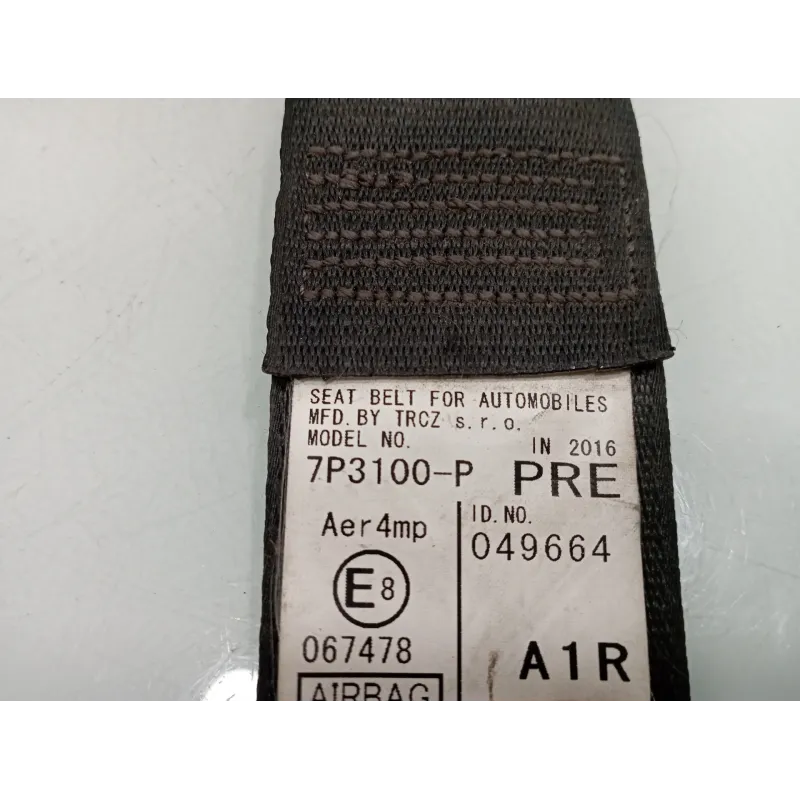 SEAT BELT FOR AUTOMOBILES
MFD. BY TRCZ s.r.o.
MODEL NO. IN 2016
7P3100-P PRE
Aer4mp
E8
067478
AIRBAG
ID. NO.
049664
A1R